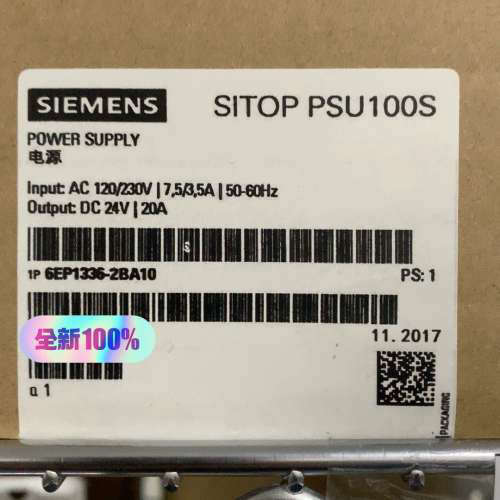 SIEMENS
SITOP PSU100S
POWER SUPPLY
电源
Input: AC 120/230V | 7,5/3,5A | 50-60Hz
Output: DC 24V | 20A
S
1P 6EP1336-2BA10
PS: 1
全新100%
11. 2017
Q 1
PACKAGING